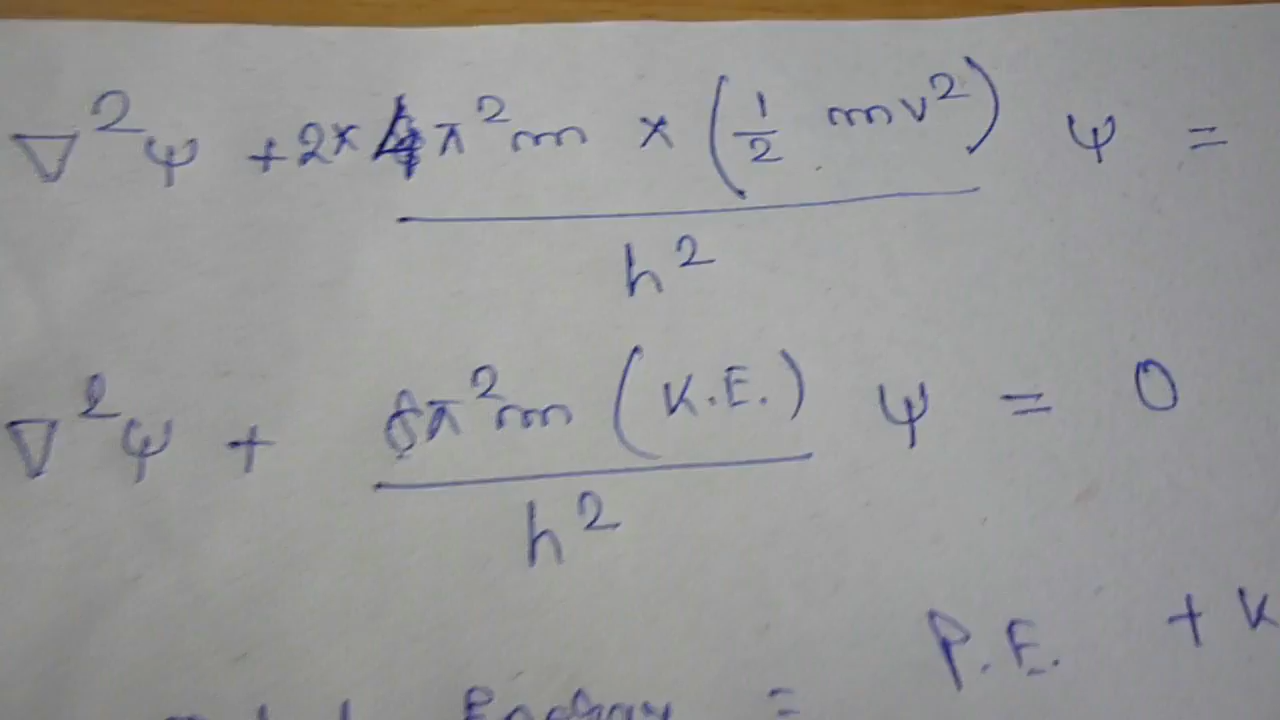 ∇²ψ + 2× 4π²m × (1/2 mv²) / h² ψ =
∇²ψ + 8π²m (K.E.) / h² ψ = 0
Energy = P.E. + K